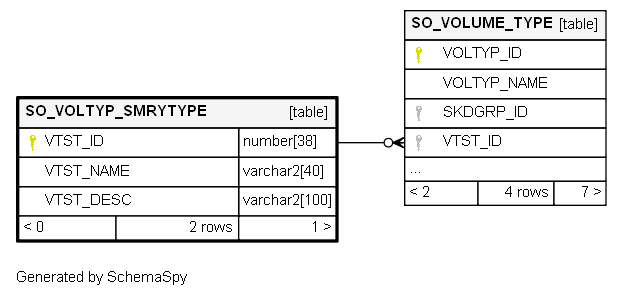 SO_VOLUME_TYPE [table]
VOLTYP_ID
VOLTYP_NAME
SKDGRP_ID
VTST_ID
...
< 2 4 rows 7 >
SO_VOLTYP_SMRYTYPE [table]
VTST_ID number[38]
VTST_NAME varchar2[40]
VTST_DESC varchar2[100]
< 0 2 rows 1 >
Generated by SchemaSpy